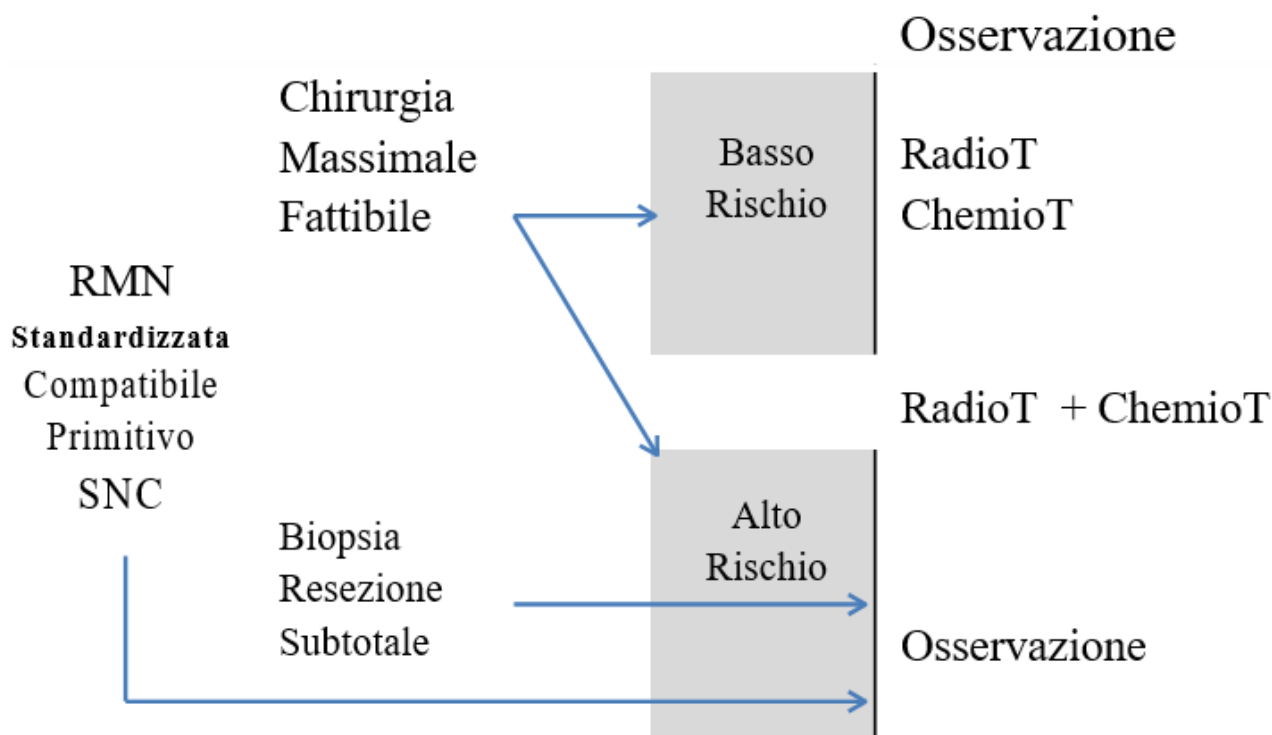 RMN
Standardizzata
Compatibile
Primitivo
SNC
Chirurgia
Massimale
Fattibile
Biopsia
Resezione
Subtotale
Basso
Rischio
Alto
Rischio
Osservazione
RadioT
ChemioT
RadioT + ChemioT
Osservazione